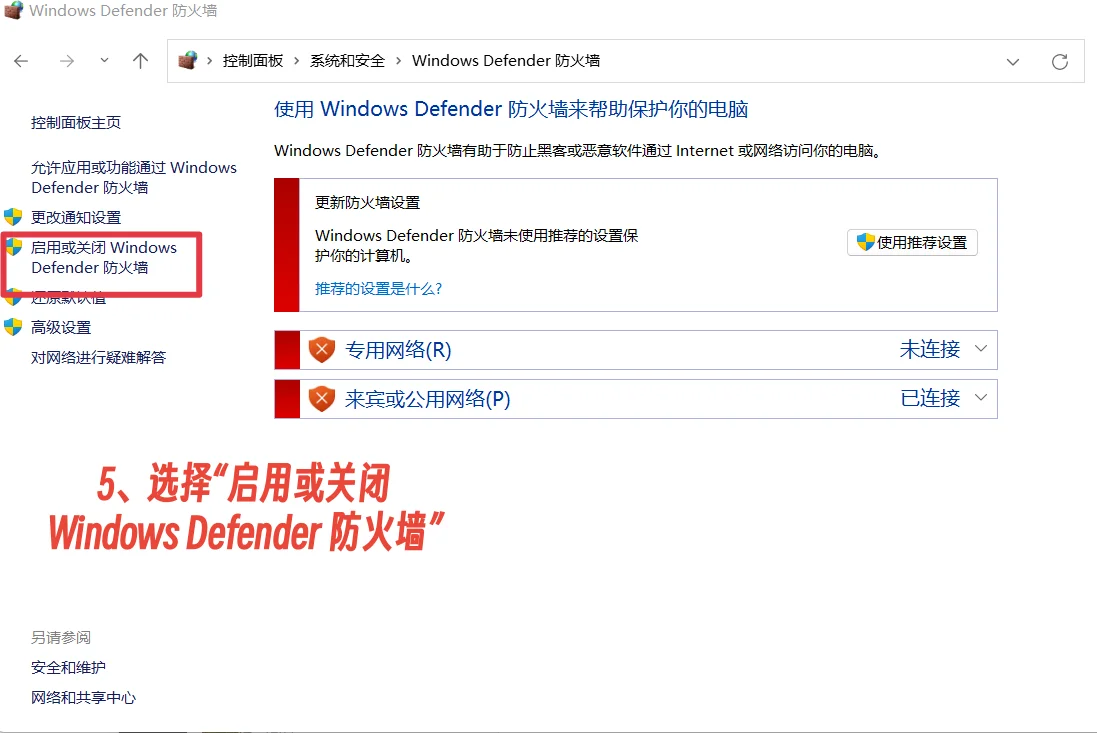 Windows Defender 防火墙
控制面板 › 系统和安全 › Windows Defender 防火墙
控制面板主页
允许应用或功能通过 Windows
Defender 防火墙
更改通知设置
启用或关闭 Windows
Defender 防火墙
还原默认值
高级设置
对网络进行疑难解答
使用 Windows Defender 防火墙来帮助保护你的电脑
Windows Defender 防火墙有助于防止黑客或恶意软件通过 Internet 或网络访问你的电脑。
更新防火墙设置
Windows Defender 防火墙未使用推荐的设置保
护你的计算机。
使用推荐设置
推荐的设置是什么?
专用网络(R) 未连接
来宾或公用网络(P) 已连接
5、选择“启用或关闭
Windows Defender 防火墙”
另请参阅
安全和维护
网络和共享中心